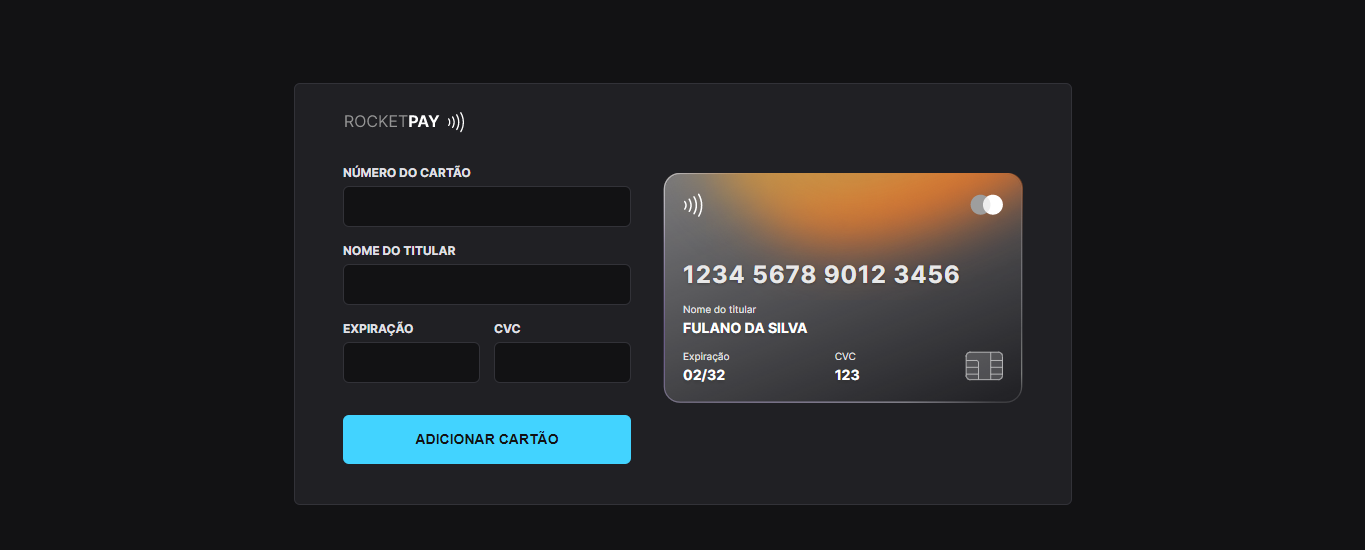 ROCKETPAY
NÚMERO DO CARTÃO
NOME DO TITULAR
EXPIRAÇÃO CVC
ADICIONAR CARTÃO
1234 5678 9012 3456
Nome do titular
FULANO DA SILVA
Expiração CVC
02/32 123